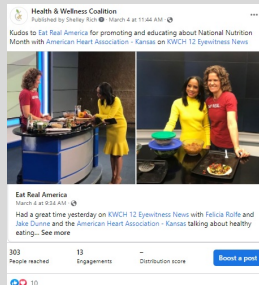 Health & Wellness Coalition
Published by Shelley Rich · March 4 at 11:44 AM ·
Kudos to Eat Real America for promoting and educating about National Nutrition
Month with American Heart Association - Kansas on KWCH 12 Eyewitness News
Eat Real America
March 4 at 9:34 AM ·
Had a great time yesterday on KWCH 12 Eyewitness News with Felicia Rolfe and
Jake Dunne and the American Heart Association - Kansas talking about healthy
eating... See more
303
13
–
Boost a post
People reached
Engagements
Distribution score
10